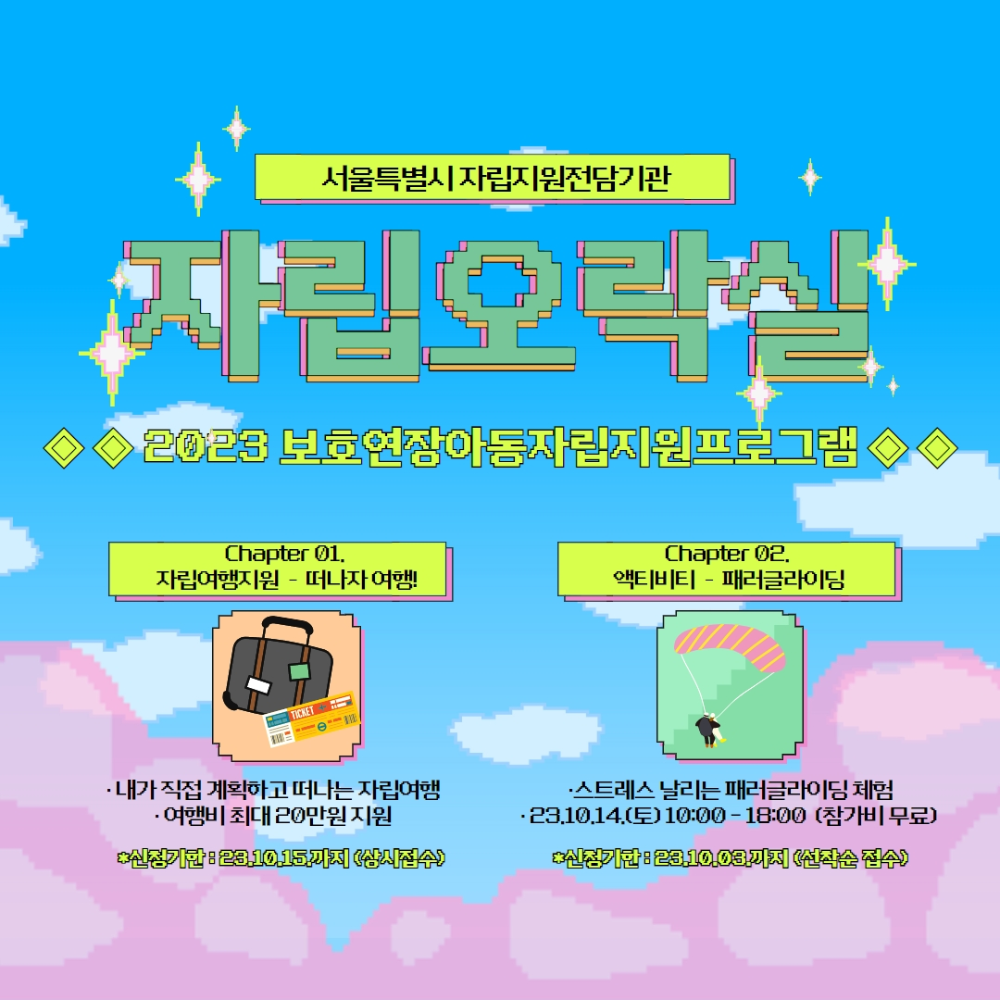 서울특별시 자립지원전담기관
자립오락실
2023 보호연장아동자립지원프로그램
Chapter 01.
자립여행지원 - 떠나자 여행!
TICKET
· 내가 직접 계획하고 떠나는 자립여행
· 여행비 최대 20만원 지원
*신청기한 : 23.10.15.까지 (상시접수)
Chapter 02.
액티비티 - 패러글라이딩
· 스트레스 날리는 패러글라이딩 체험
· 23.10.14.(토) 10:00 - 18:00 (참가비 무료)
*신청기한 : 23.10.03.까지 (선착순 접수)